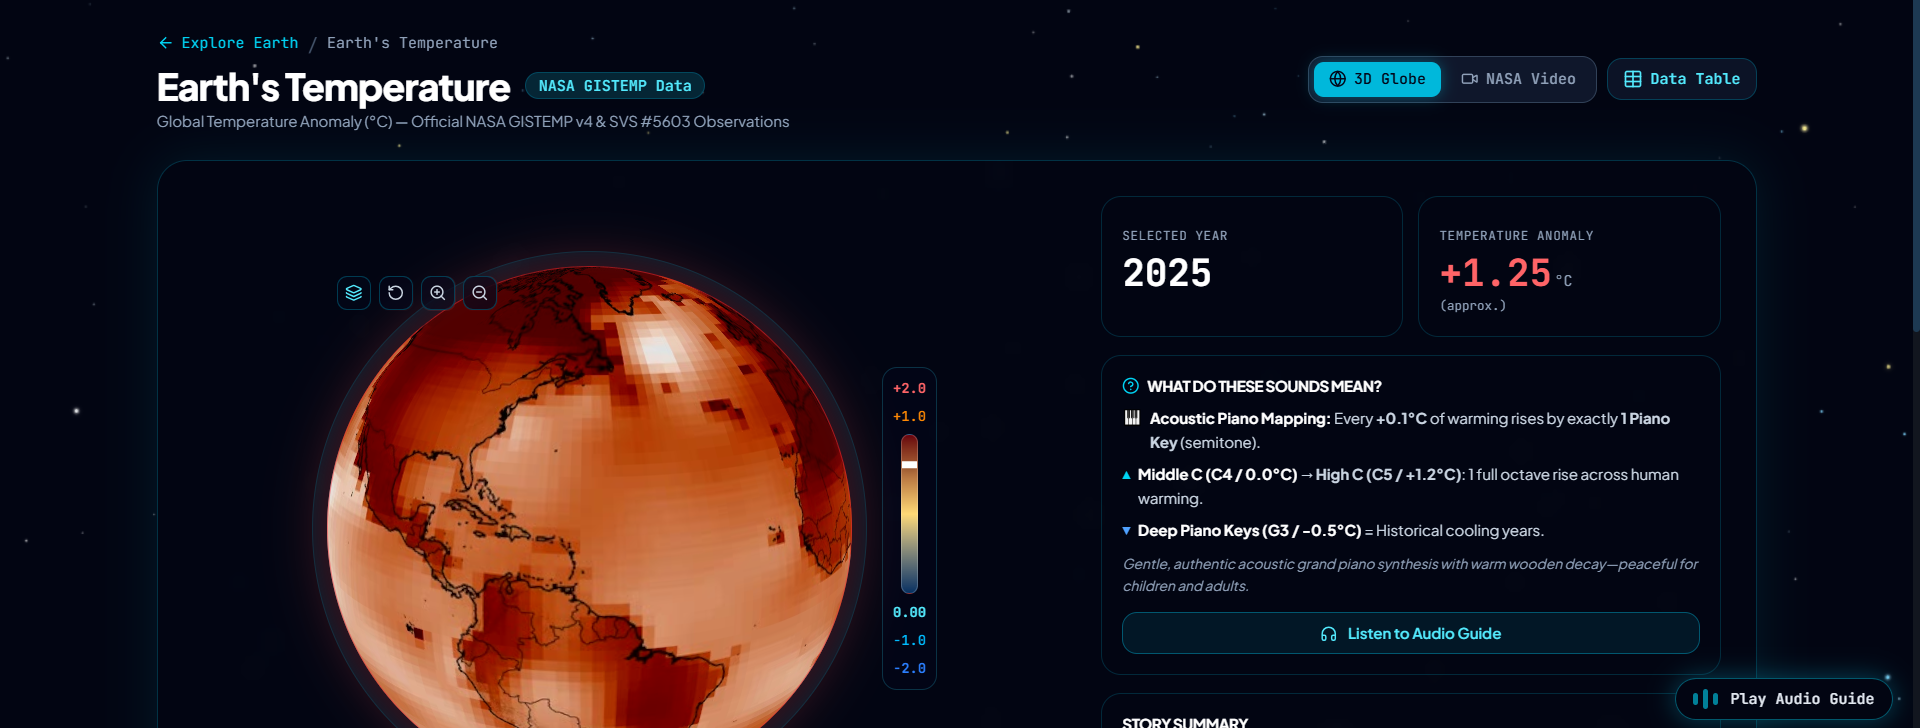 ← Explore Earth / Earth's Temperature
Earth's Temperature NASA GISTEMP Data
Global Temperature Anomaly (°C) — Official NASA GISTEMP v4 & SVS #5603 Observations
3D Globe NASA Video Data Table
SELECTED YEAR
2025
TEMPERATURE ANOMALY
+1.25 °C
(approx.)
+2.0
+1.0
0.00
-1.0
-2.0
WHAT DO THESE SOUNDS MEAN?
Acoustic Piano Mapping: Every +0.1°C of warming rises by exactly 1 Piano
Key (semitone).
▲ Middle C (C4 / 0.0°C) → High C (C5 / +1.2°C): 1 full octave rise across human
warming.
▼ Deep Piano Keys (G3 / -0.5°C) = Historical cooling years.
Gentle, authentic acoustic grand piano synthesis with warm wooden decay—peaceful for
children and adults.
Listen to Audio Guide
Play Audio Guide
STORY SUMMARY